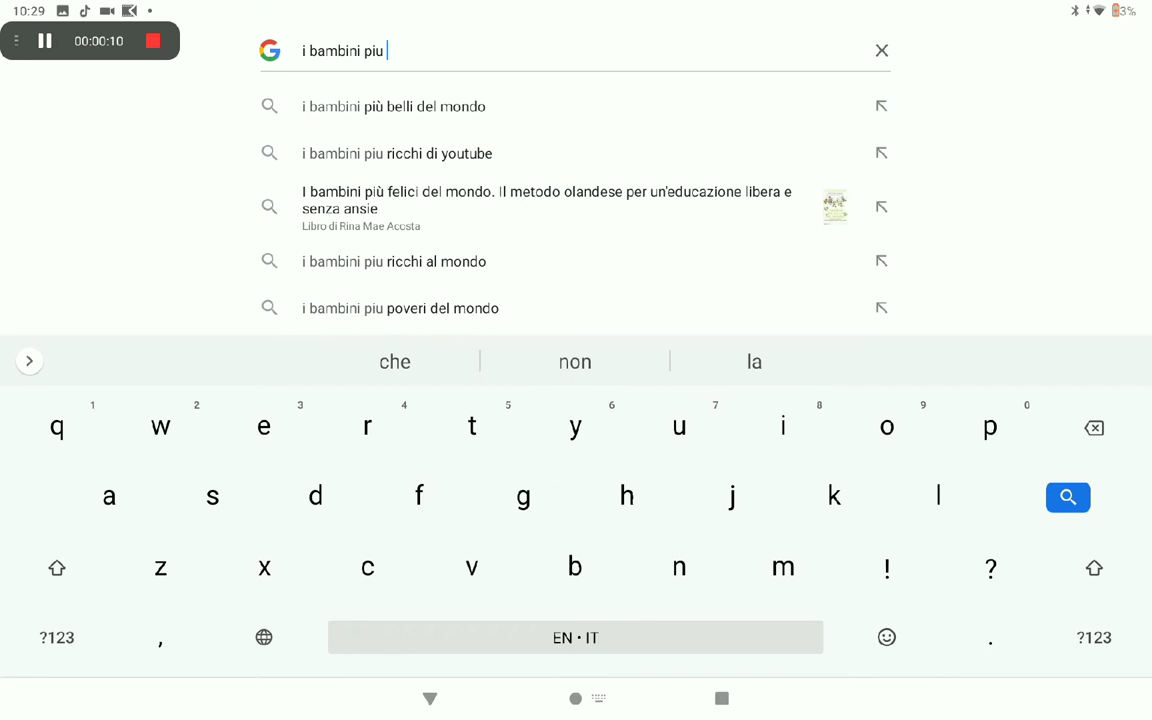 10:29
3%
00:00:10
i bambini piu
i bambini più belli del mondo
i bambini piu ricchi di youtube
I bambini più felici del mondo. Il metodo olandese per un'educazione libera e
senza ansie
Libro di Rina Mae Acosta
i bambini piu ricchi al mondo
i bambini piu poveri del mondo
che non la
1 2 3 4 5 6 7 8 9 0
q w e r t y u i o p
a s d f g h j k l
z x c v b n m ! ?
?123 , EN • IT . ?123